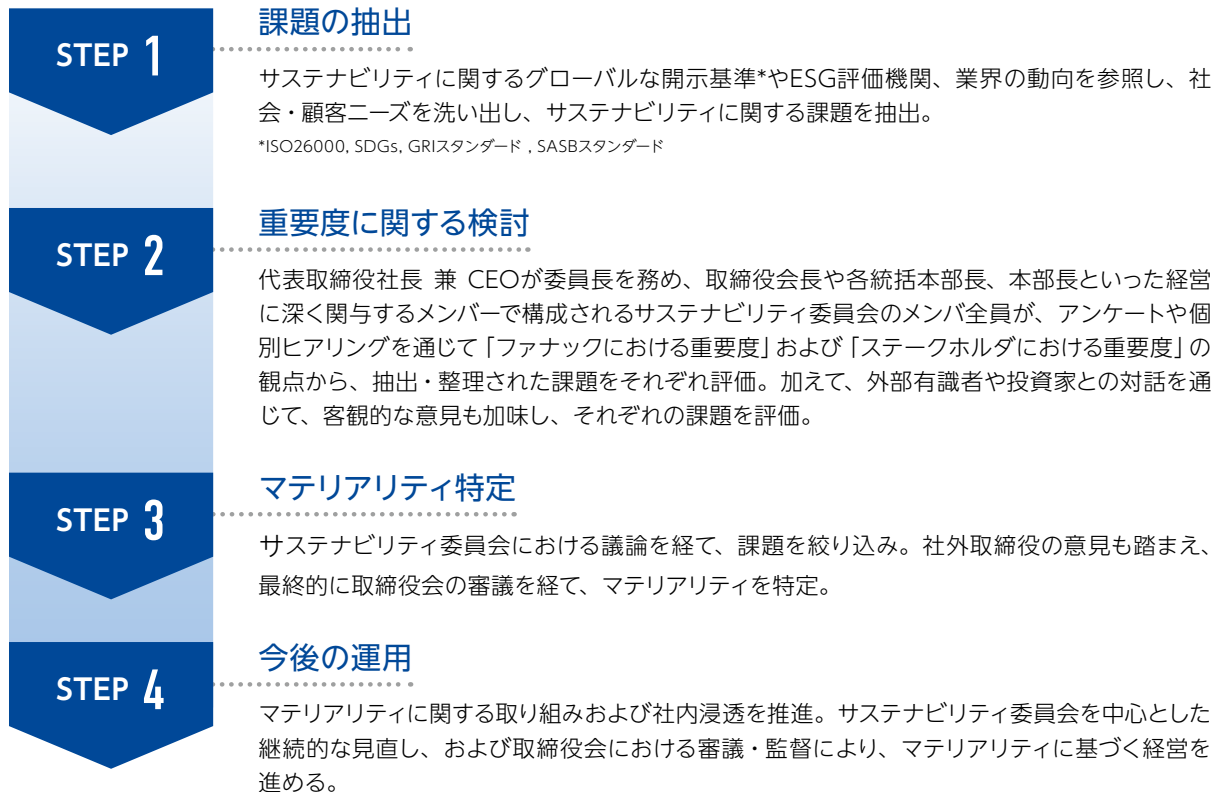 STEP 1
課題の抽出
サステナビリティに関するグローバルな開示基準*やESG評価機関、業界の動向を参照し、社
会・顧客ニーズを洗い出し、サステナビリティに関する課題を抽出。
*ISO26000, SDGs, GRIスタンダード , SASBスタンダード
STEP 2
重要度に関する検討
代表取締役社長 兼 CEOが委員長を務め、取締役会長や各統括本部長、本部長といった経営
に深く関与するメンバーで構成されるサステナビリティ委員会のメンバ全員が、アンケートや個
別ヒアリングを通じて「ファナックにおける重要度」および「ステークホルダにおける重要度」の
観点から、抽出・整理された課題をそれぞれ評価。加えて、外部有識者や投資家との対話を通
じて、客観的な意見も加味し、それぞれの課題を評価。
STEP 3
マテリアリティ特定
サステナビリティ委員会における議論を経て、課題を絞り込み。社外取締役の意見も踏まえ、
最終的に取締役会の審議を経て、マテリアリティを特定。
STEP 4
今後の運用
マテリアリティに関する取り組みおよび社内浸透を推進。サステナビリティ委員会を中心とした
継続的な見直し、および取締役会における審議・監督により、マテリアリティに基づく経営を
進める。